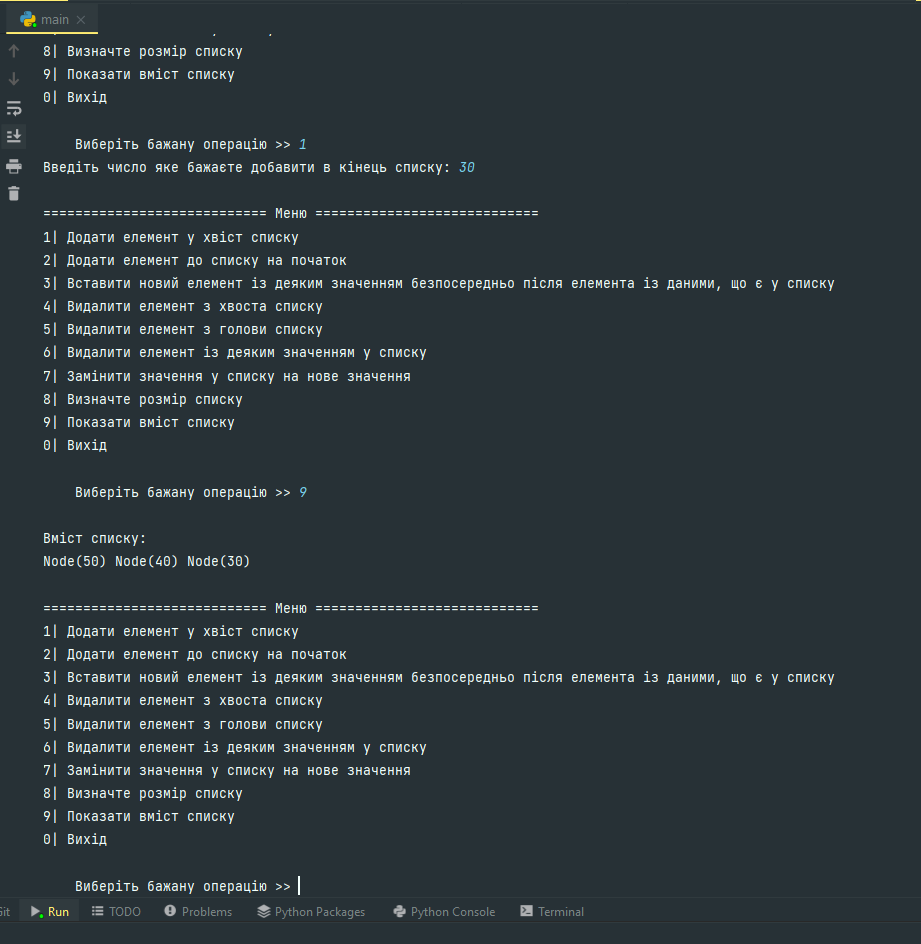 main
8| Визначте розмір списку
9| Показати вміст списку
0| Вихід
Виберіть бажану операцію >> 1
Введіть число яке бажаєте добавити в кінець списку: 30
============================ Меню ============================
1| Додати елемент у хвіст списку
2| Додати елемент до списку на початок
3| Вставити новий елемент із деяким значенням безпосередньо після елемента із даними, що є у списку
4| Видалити елемент з хвоста списку
5| Видалити елемент з голови списку
6| Видалити елемент із деяким значенням у списку
7| Замінити значення у списку на нове значення
8| Визначте розмір списку
9| Показати вміст списку
0| Вихід
Виберіть бажану операцію >> 9
Вміст списку:
Node(50) Node(40) Node(30)
============================ Меню ============================
1| Додати елемент у хвіст списку
2| Додати елемент до списку на початок
3| Вставити новий елемент із деяким значенням безпосередньо після елемента із даними, що є у списку
4| Видалити елемент з хвоста списку
5| Видалити елемент з голови списку
6| Видалити елемент із деяким значенням у списку
7| Замінити значення у списку на нове значення
8| Визначте розмір списку
9| Показати вміст списку
0| Вихід
Виберіть бажану операцію >>
Run TODO Problems Python Packages Python Console Terminal